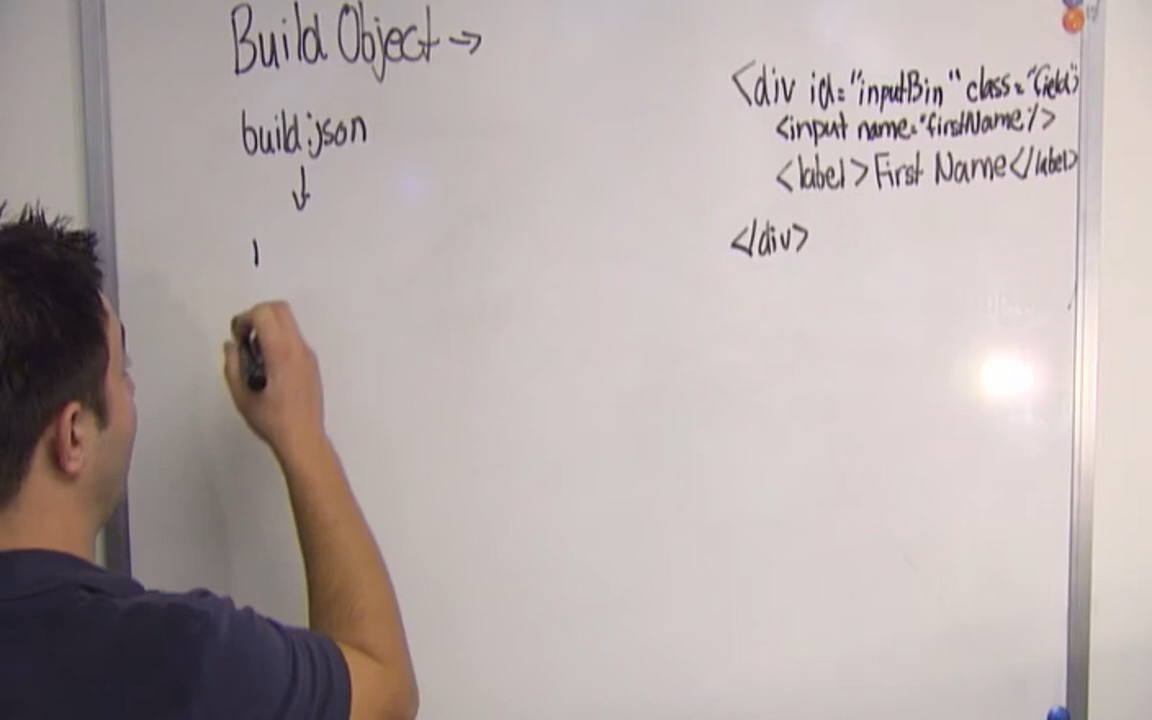 Build Object →
build.json
↓
<div id="inputBin" class="field">
<input name="firstName"/>
<label>First Name</label>
</div>